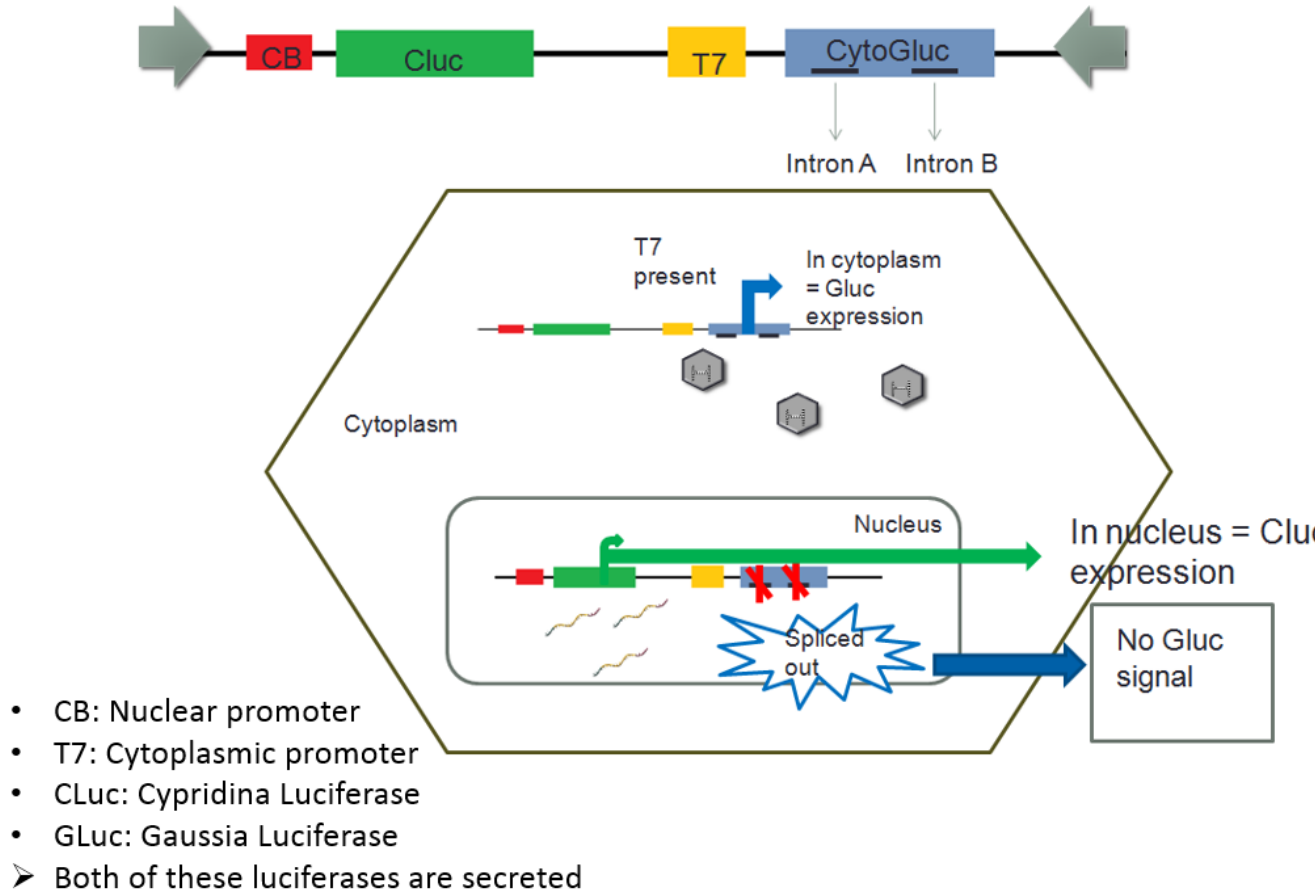 CB
Cluc
T7
CytoGluc
Intron A
Intron B
T7
present
In cytoplasm
= Gluc
expression
Cytoplasm
Nucleus
In nucleus = Cluc
expression
Spliced
out
No Gluc
signal
• CB: Nuclear promoter
• T7: Cytoplasmic promoter
• CLuc: Cypridina Luciferase
• GLuc: Gaussia Luciferase
➢ Both of these luciferases are secreted